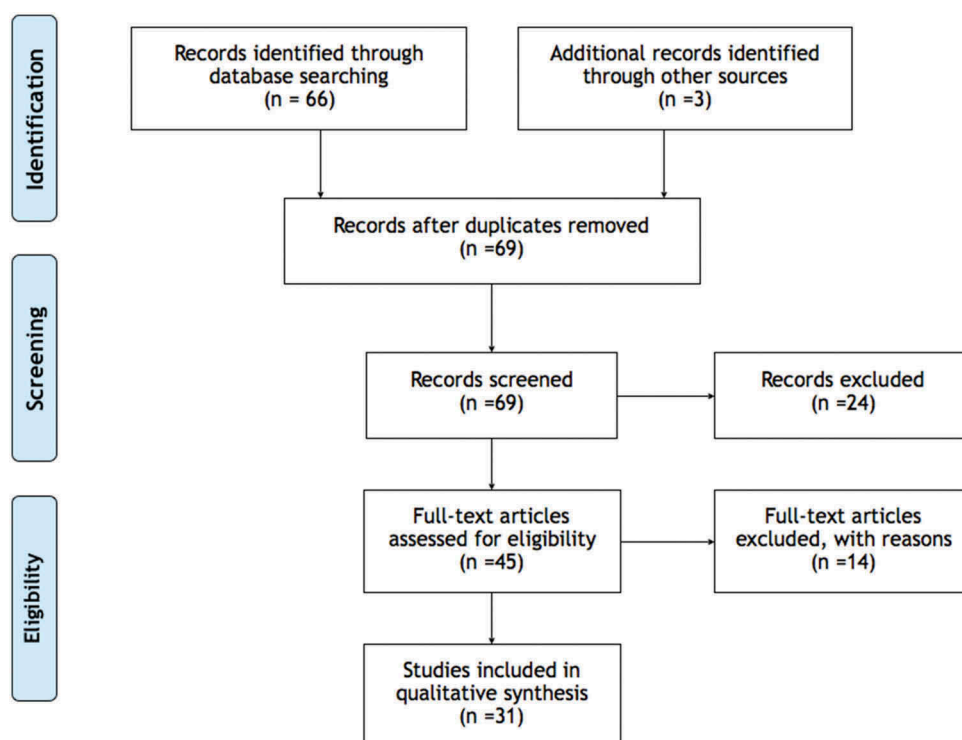 Identification
Records identified through
database searching
(n = 66)
Additional records identified
through other sources
(n =3)
Records after duplicates removed
(n =69)
Screening
Records screened
(n =69)
Records excluded
(n =24)
Eligibility
Full-text articles
assessed for eligibility
(n =45)
Full-text articles
excluded, with reasons
(n =14)
Studies included in
qualitative synthesis
(n =31)